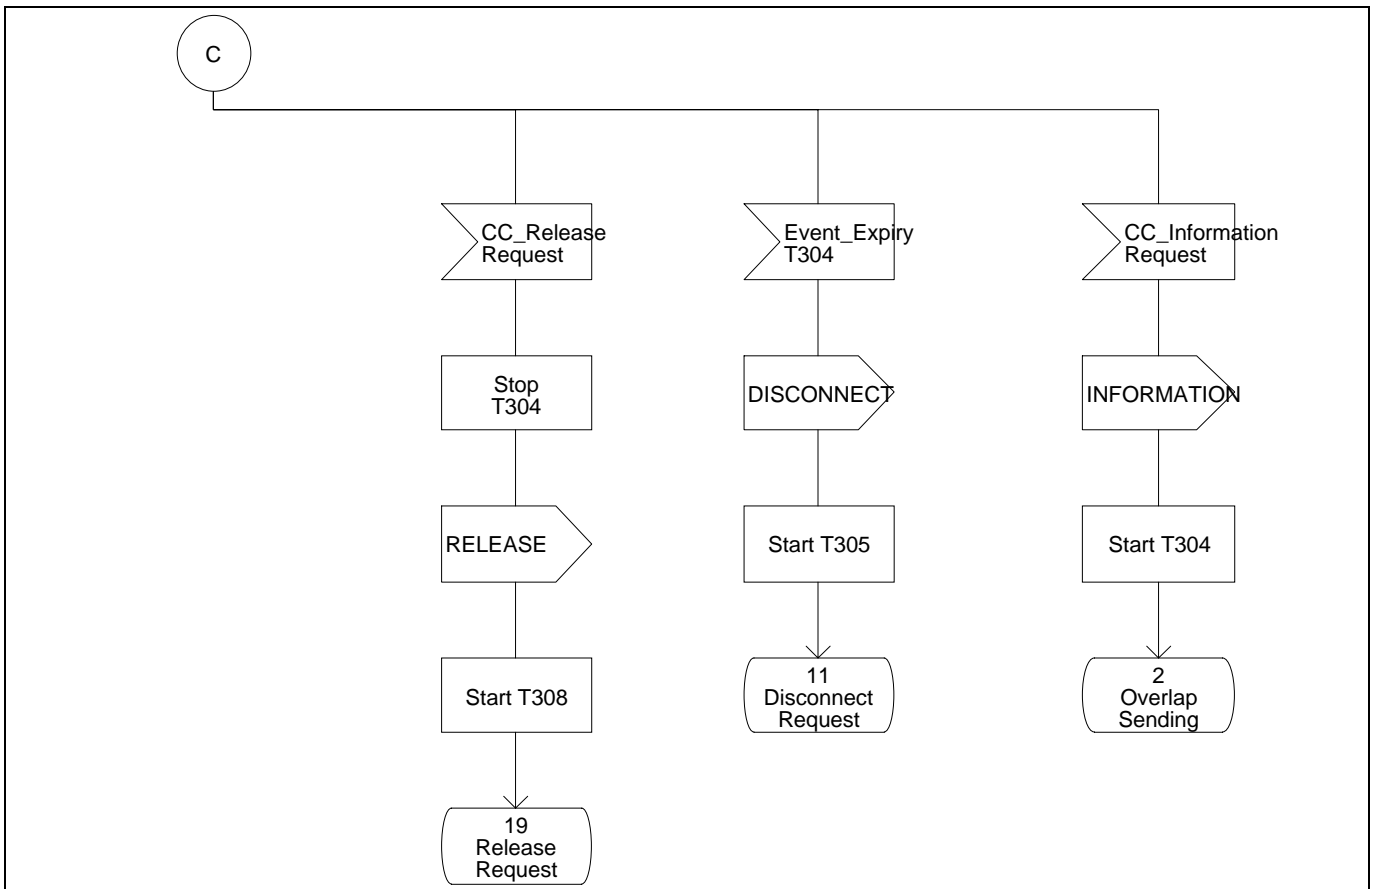 C
CC_Release
Request
Event_Expiry
T304
CC_Information
Request
Stop
T304
DISCONNECT
INFORMATION
RELEASE
Start T305
Start T304
Start T308
11
Disconnect
Request
2
Overlap
Sending
19
Release
Request